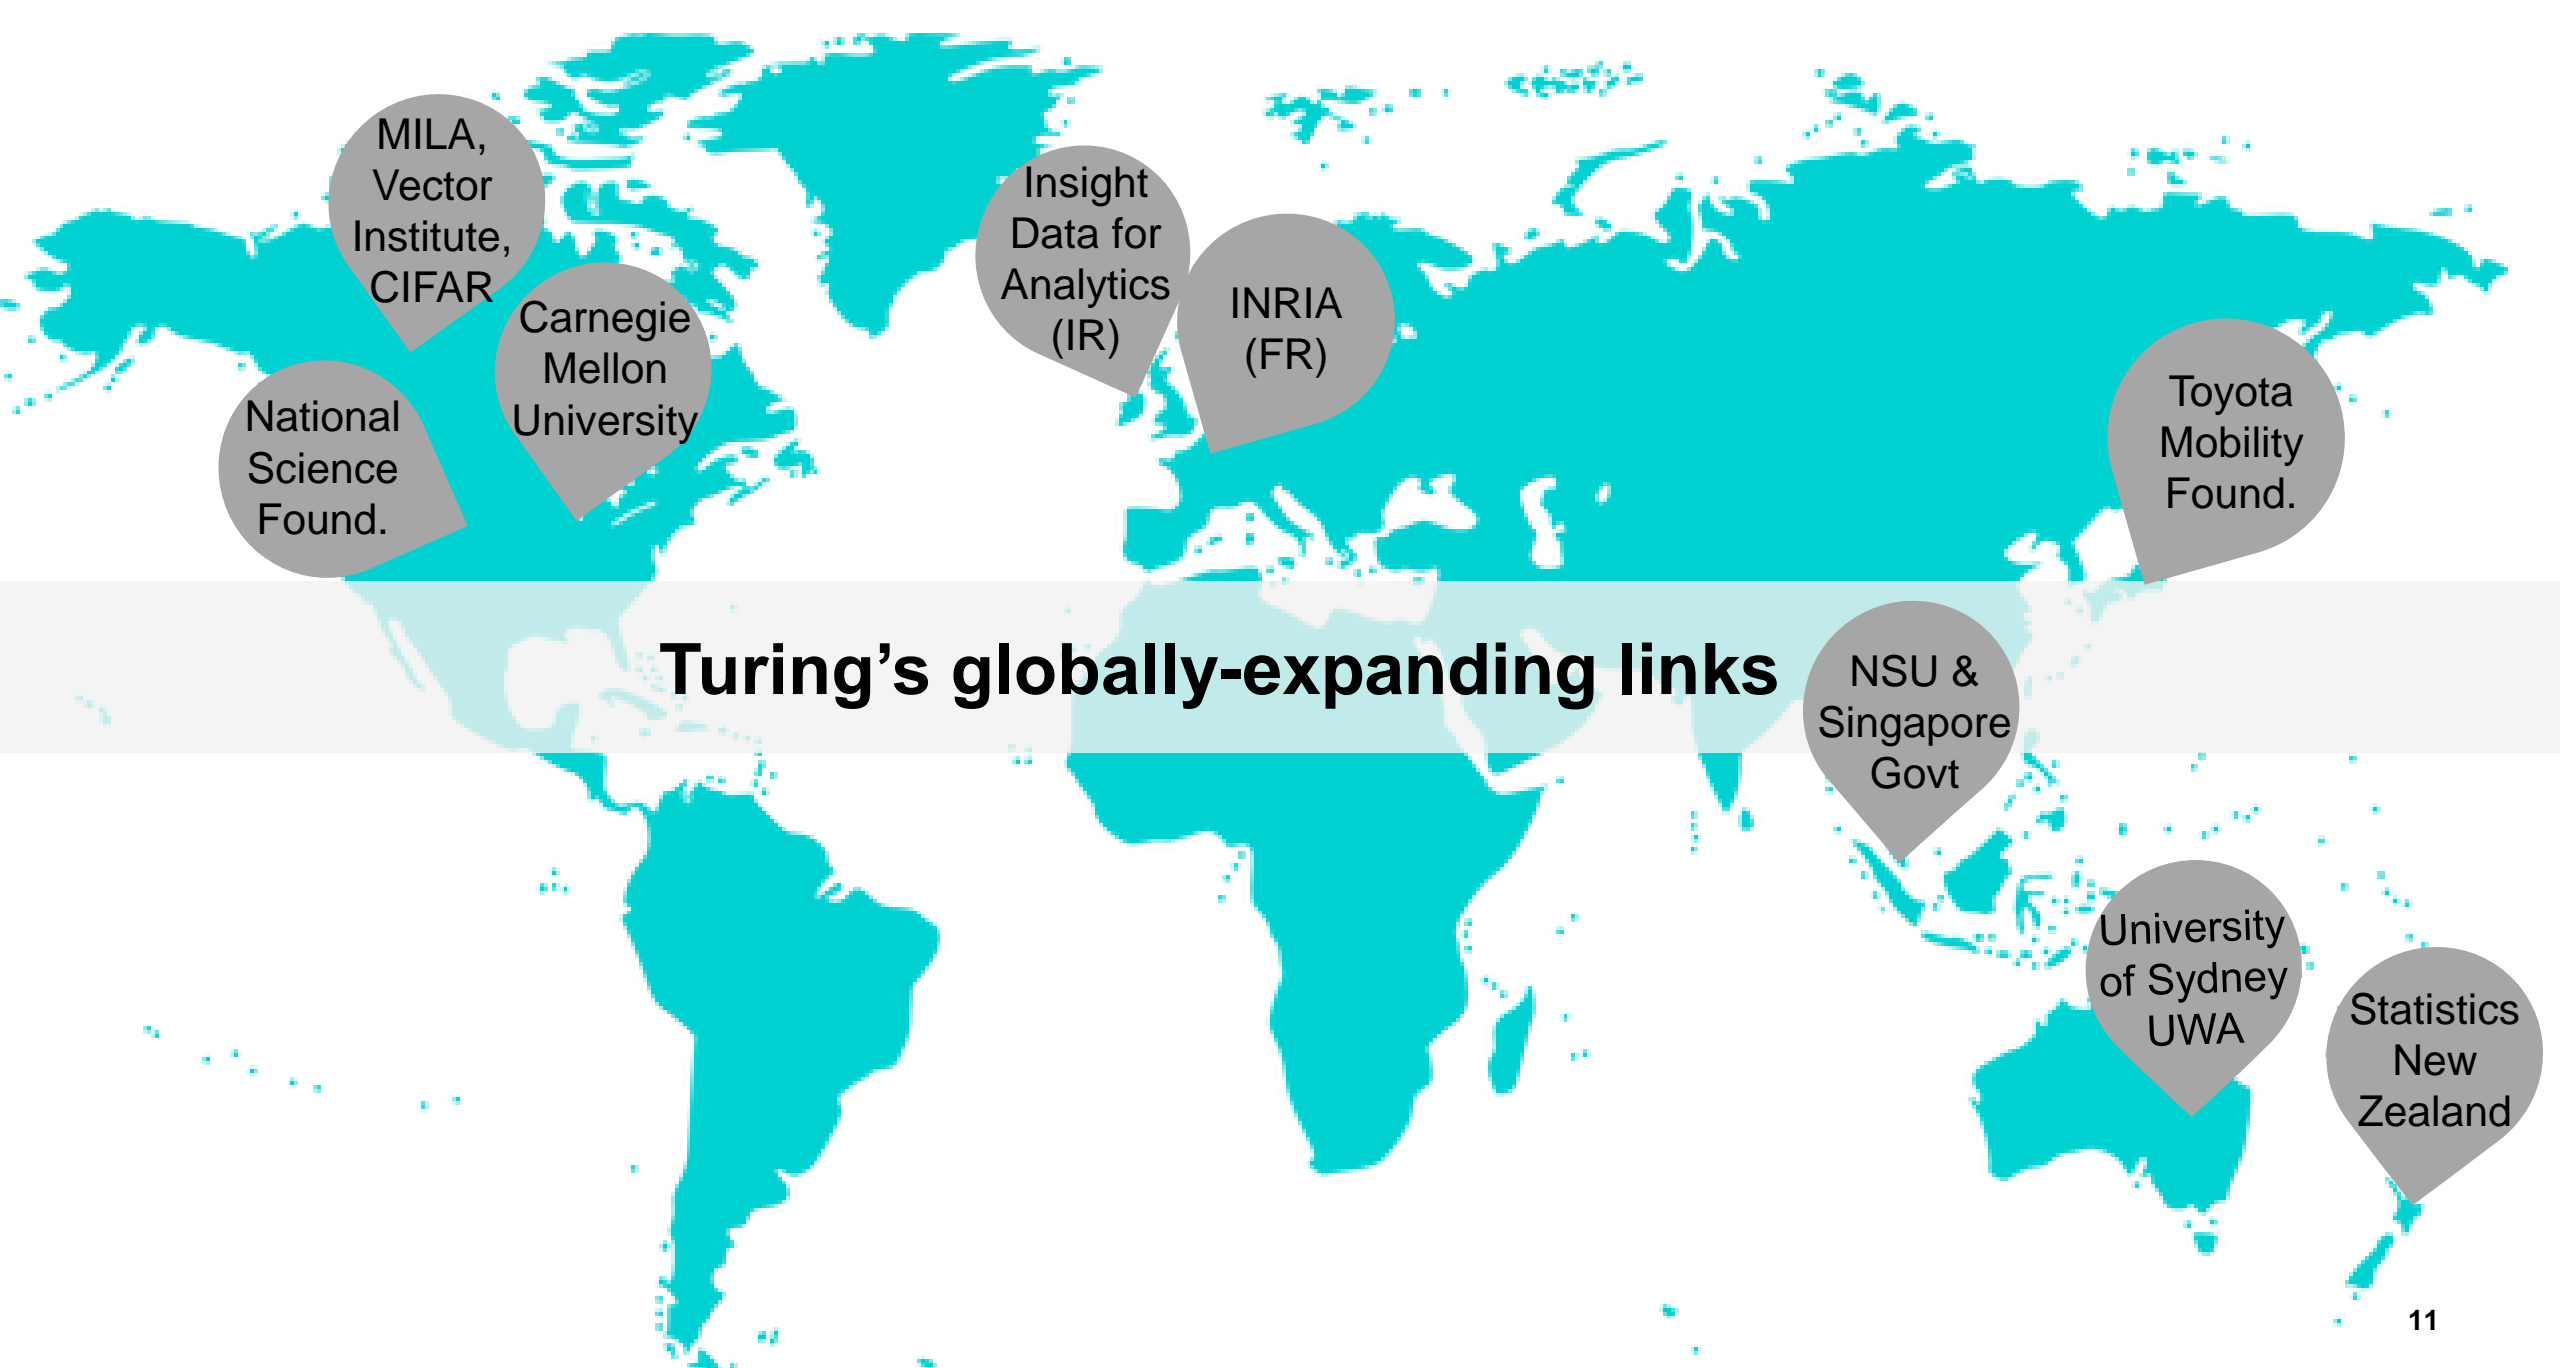 MILA,
Vector
Institute,
CIFAR
Carnegie
Mellon
University
National
Science
Found.
Insight
Data for
Analytics
(IR)
INRIA
(FR)
Toyota
Mobility
Found.
Turing’s globally-expanding links
NSU &
Singapore
Govt
University
of Sydney
UWA
Statistics
New
Zealand
11